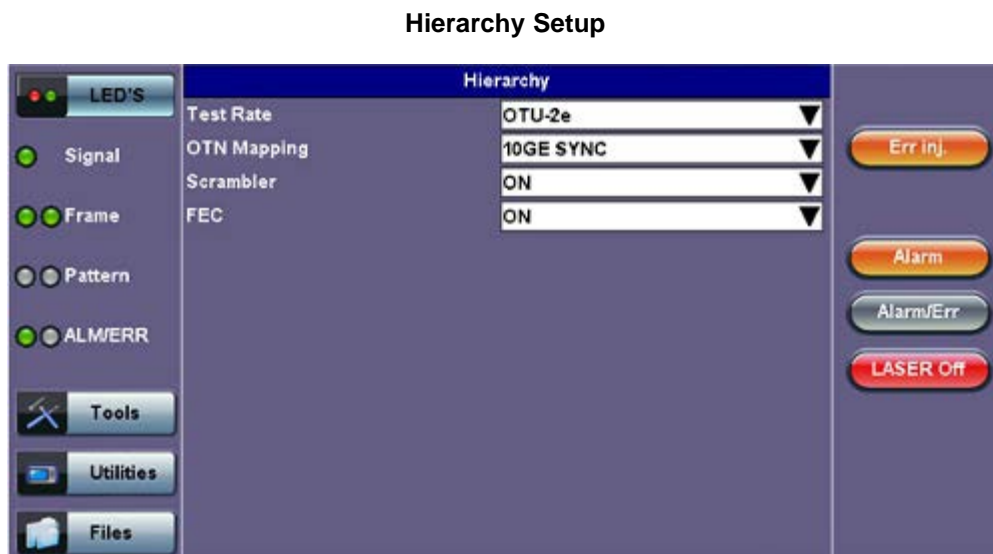 Hierarchy Setup
LED'S
Hierarchy
Test Rate OTU-2e
OTN Mapping 10GE SYNC
Scrambler ON
FEC ON
Signal
Frame
Pattern
ALM/ERR
Tools
Utilities
Files
Err inj.
Alarm
Alarm/Err
LASER Off